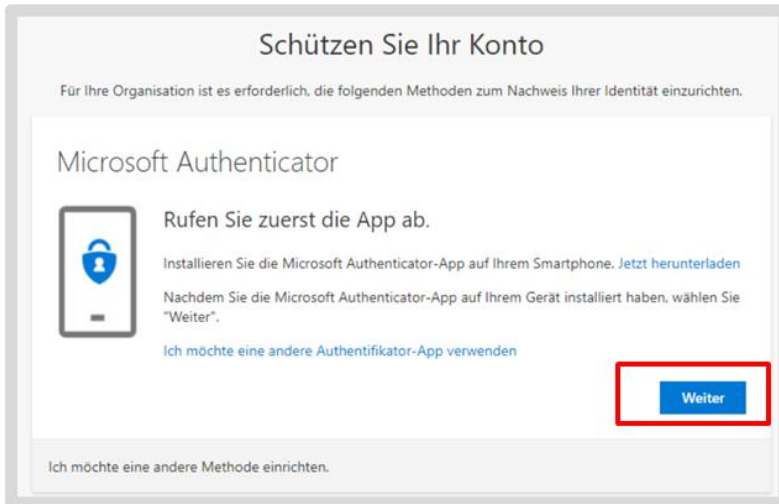 Schützen Sie Ihr Konto
Für Ihre Organisation ist es erforderlich, die folgenden Methoden zum Nachweis Ihrer Identität einzurichten.
Microsoft Authenticator
Rufen Sie zuerst die App ab.
Installieren Sie die Microsoft Authenticator-App auf Ihrem Smartphone. Jetzt herunterladen
Nachdem Sie die Microsoft Authenticator-App auf Ihrem Gerät installiert haben, wählen Sie
"Weiter".
Ich möchte eine andere Authentifikator-App verwenden
Weiter
Ich möchte eine andere Methode einrichten.